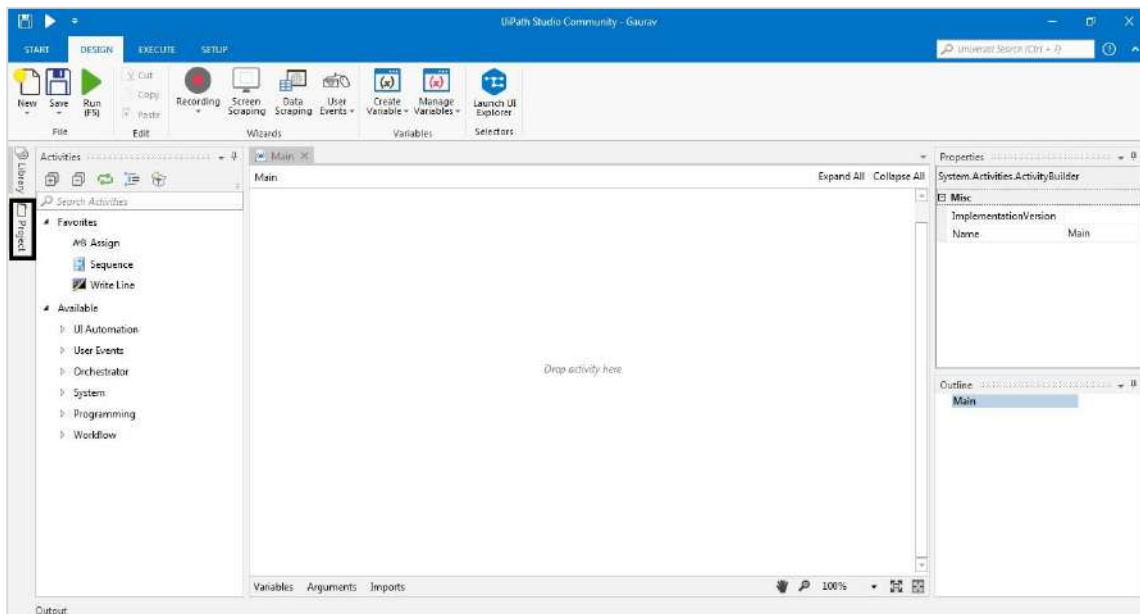 UiPath Studio Community - Gaurav
START DESIGN EXECUTE SETUP
Universal Search (Ctrl + F)
New Save Run (F5)
Cut
Copy
Paste
Recording Screen Scraping Data Scraping User Events
Create Variable Manage Variables
Launch UI Explorer
File Edit Wizards Variables Selectors
Library
Project
Activities
Search Activities
Favorites
A*B Assign
Sequence
Write Line
Available
UI Automation
User Events
Orchestrator
System
Programming
Workflow
Main
Main Expand All Collapse All
Drop activity here
Variables Arguments Imports 100%
Properties
System.Activities.ActivityBuilder
Misc
ImplementationVersion
Name Main
Outline
Main
Output